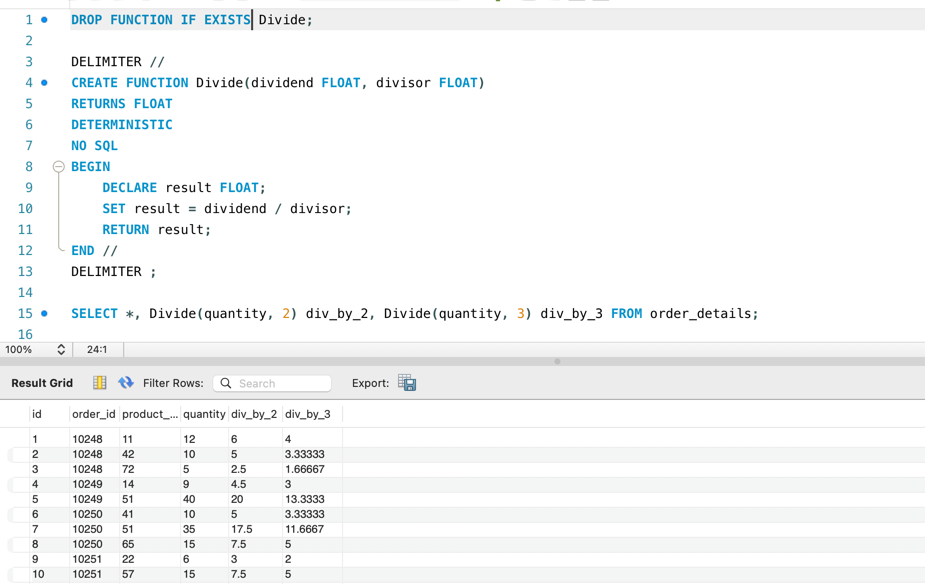 1 DROP FUNCTION IF EXISTS Divide;
2
3 DELIMITER //
4 CREATE FUNCTION Divide(dividend FLOAT, divisor FLOAT)
5 RETURNS FLOAT
6 DETERMINISTIC
7 NO SQL
8 BEGIN
9 DECLARE result FLOAT;
10 SET result = dividend / divisor;
11 RETURN result;
12 END //
13 DELIMITER ;
14
15 SELECT *, Divide(quantity, 2) div_by_2, Divide(quantity, 3) div_by_3 FROM order_details;
16
100% 24:1
Result Grid Filter Rows: Search Export:
id order_id product_... quantity div_by_2 div_by_3
1 10248 11 12 6 4
2 10248 42 10 5 3.33333
3 10248 72 5 2.5 1.66667
4 10249 14 9 4.5 3
5 10249 51 40 20 13.3333
6 10250 41 10 5 3.33333
7 10250 51 35 17.5 11.6667
8 10250 65 15 7.5 5
9 10251 22 6 3 2
10 10251 57 15 7.5 5